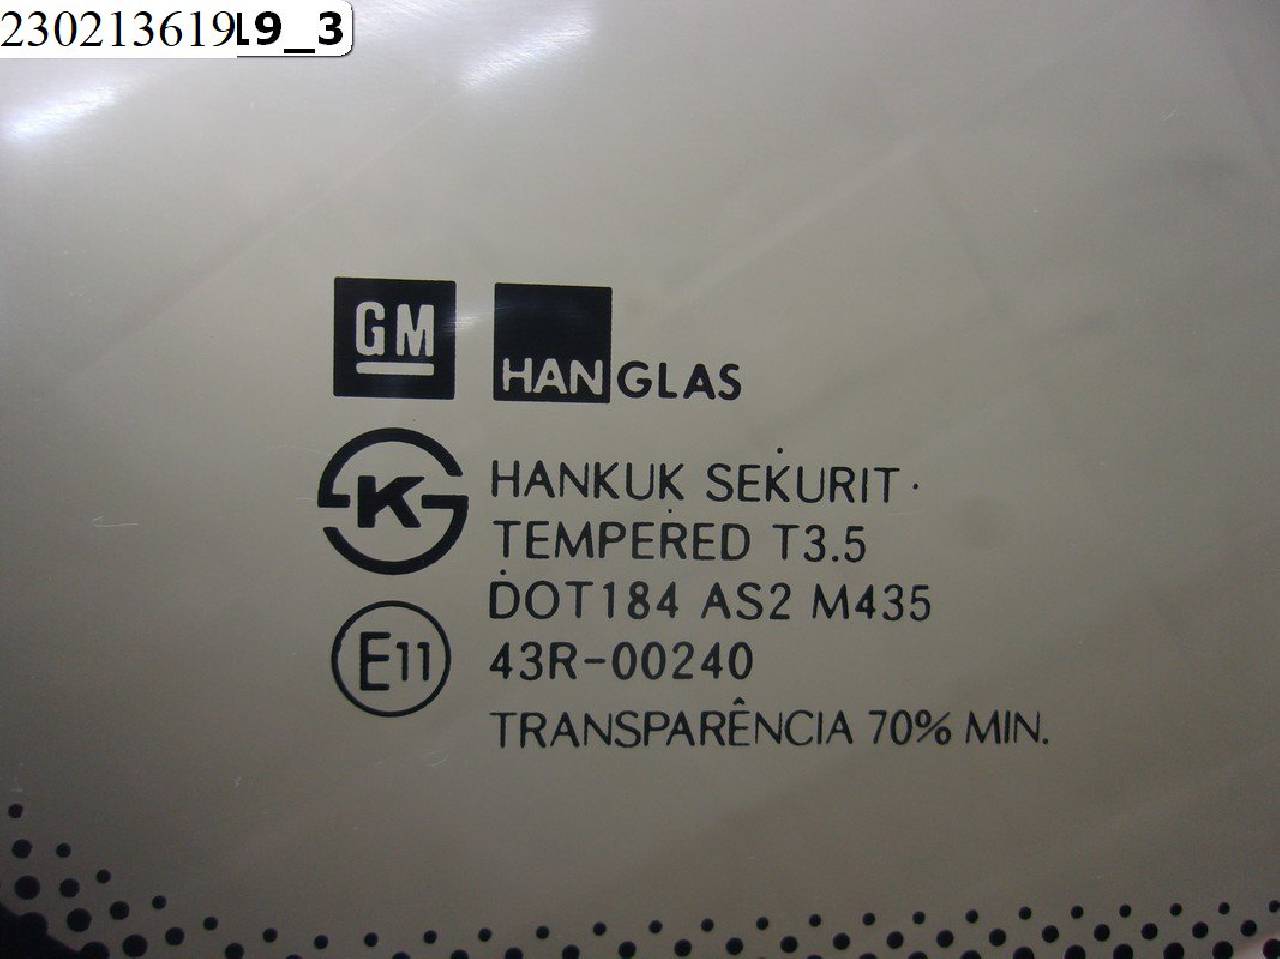 230213619L9_3
GM
HANGLAS
K
HANKUK SEKURIT
TEMPERED T3.5
DOT184 AS2 M435
E11
43R-00240
TRANSPARÊNCIA 70% MIN.